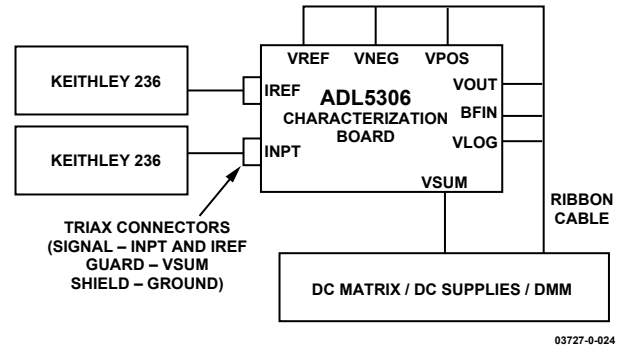 VREF VNEG VPOS
KEITHLEY 236
IREF
VOUT
ADL5306
CHARACTERIZATION
BOARD
BFIN
KEITHLEY 236
INPT
VLOG
VSUM
TRIAX CONNECTORS
(SIGNAL – INPT AND IREF
GUARD – VSUM
SHIELD – GROUND)
RIBBON
CABLE
DC MATRIX / DC SUPPLIES / DMM
03727-0-024